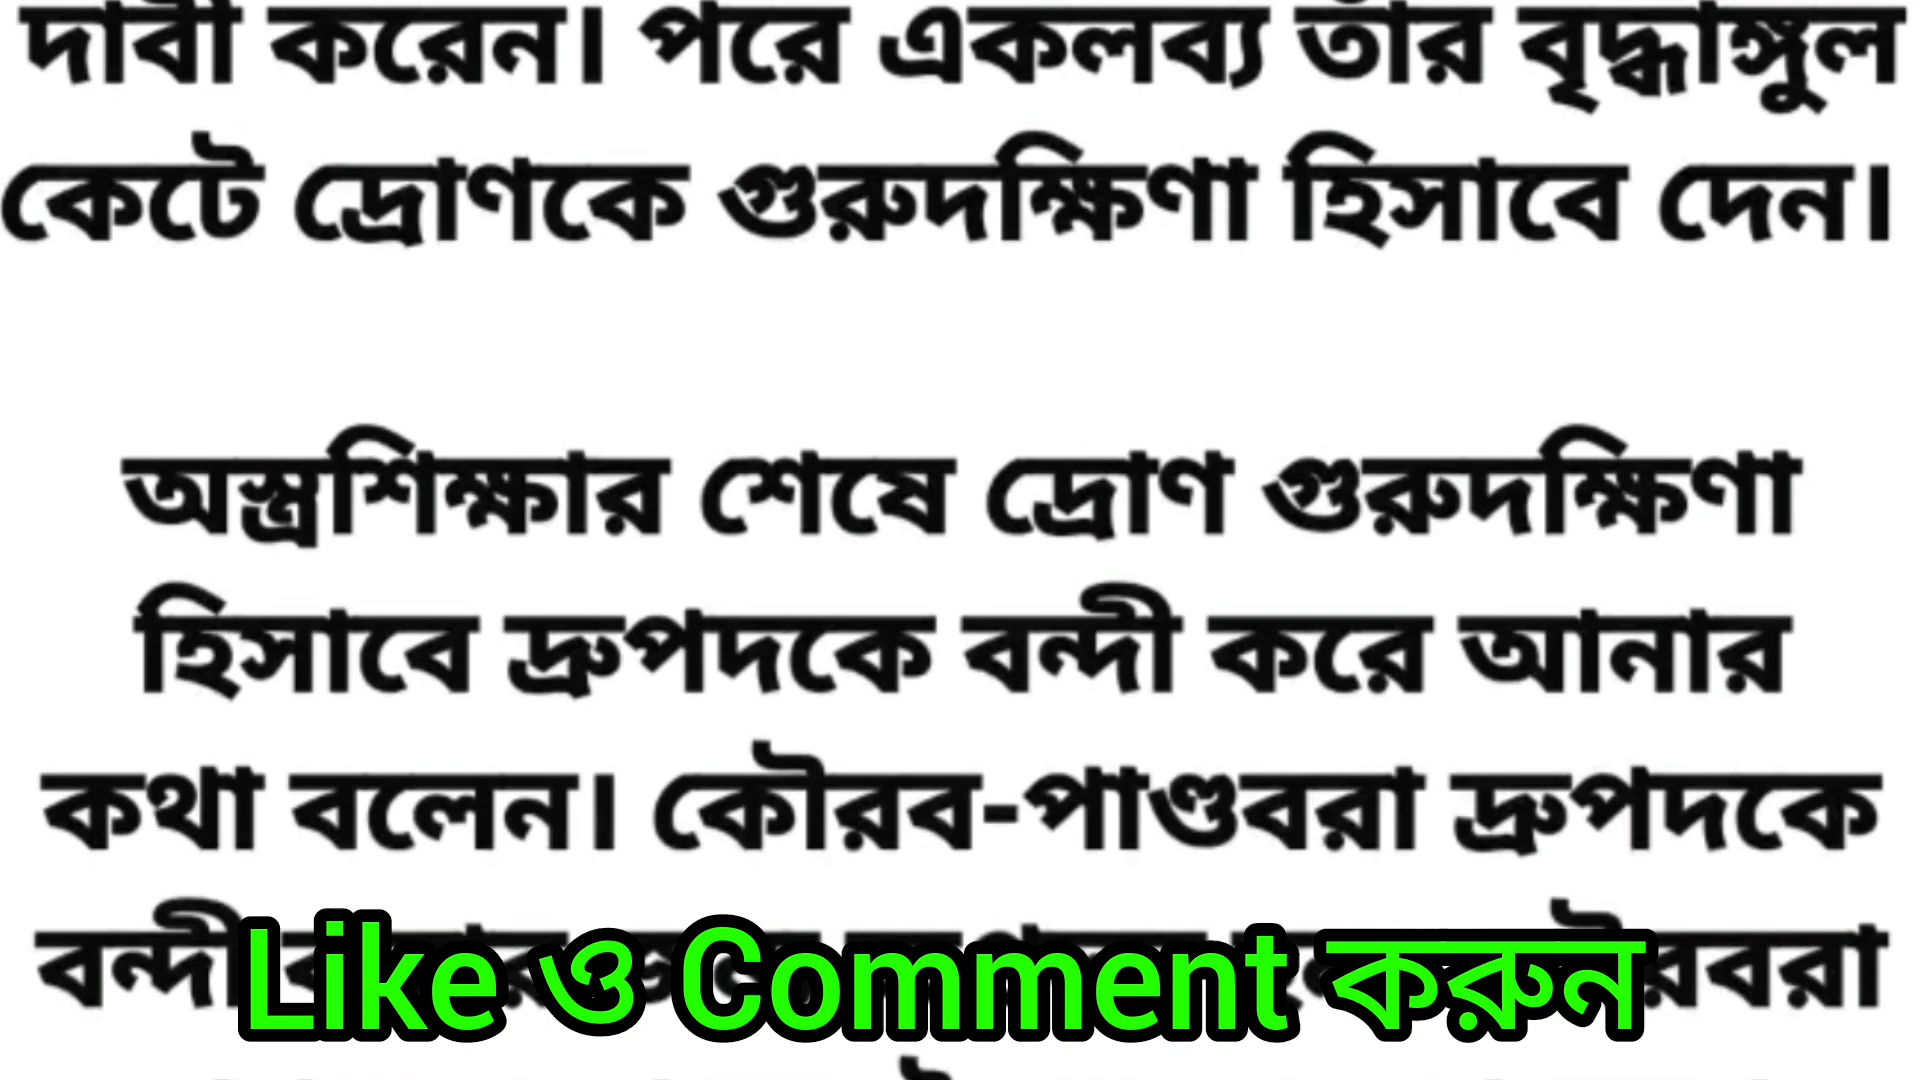 দাবী করেন। পরে একলব্য তাঁর বৃদ্ধাঙ্গুল
কেটে দ্রোণকে গুরুদক্ষিণা হিসাবে দেন।
অস্ত্রশিক্ষার শেষে দ্রোণ গুরুদক্ষিণা
হিসাবে দ্রুপদকে বন্দী করে আনার
কথা বলেন। কৌরব-পাণ্ডবরা দ্রুপদকে
বন্দী
Like ও Comment করুন